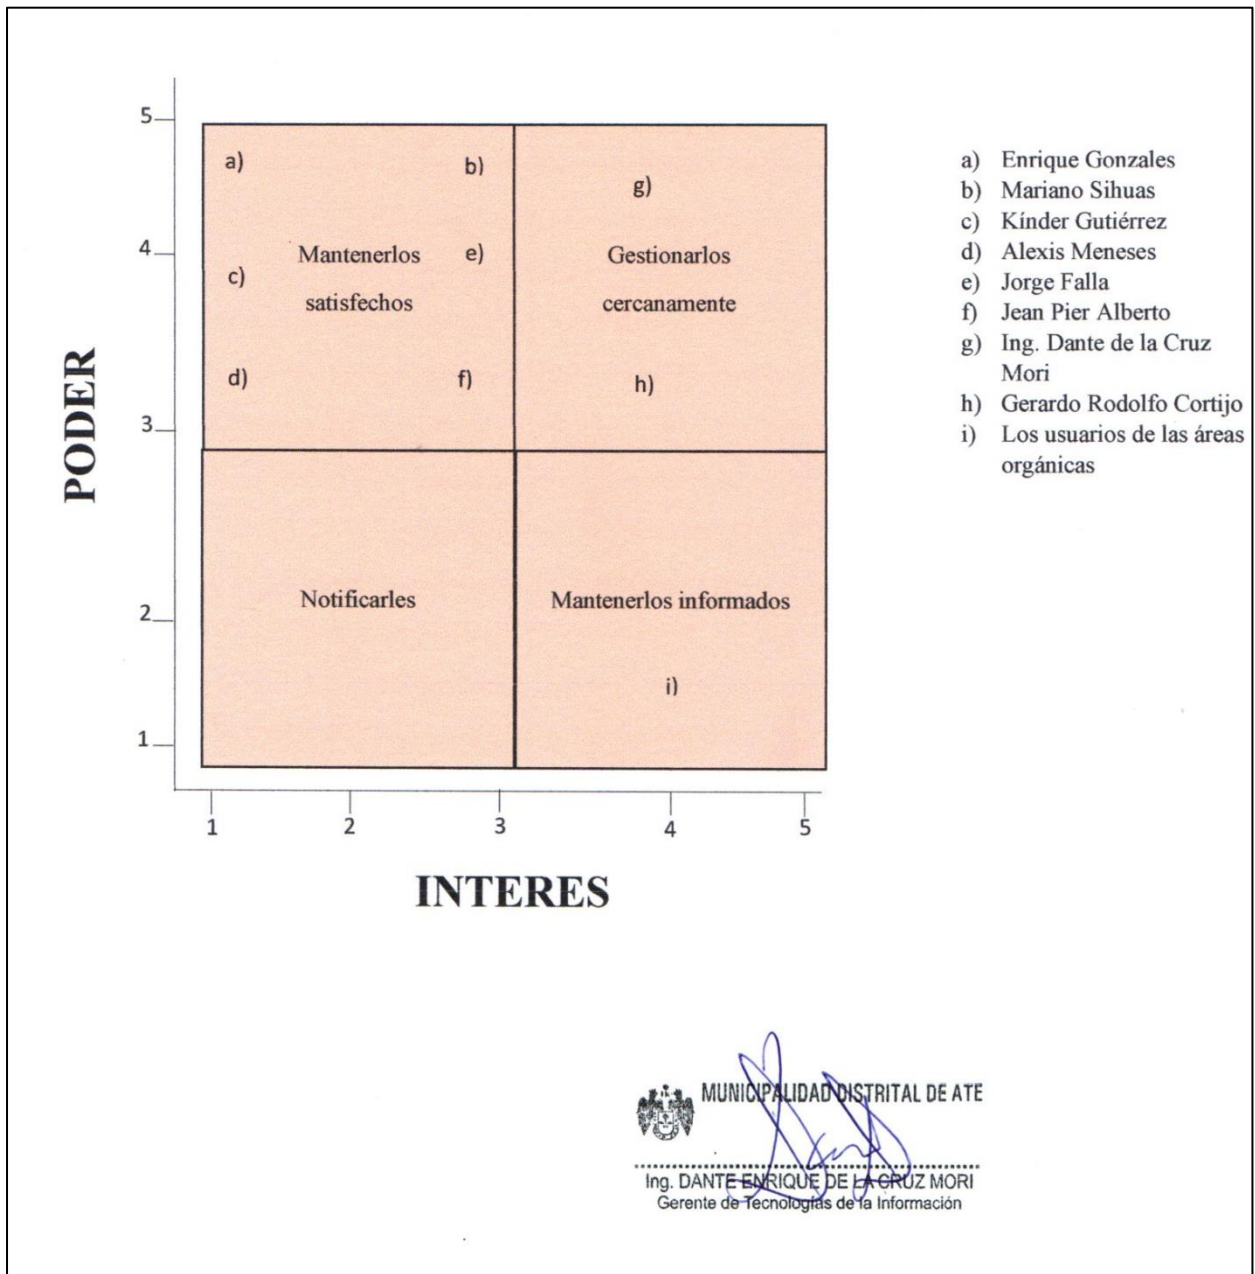 5
a)
b)
g)
4
Mantenerlos
satisfechos
e)
Gestionarlos
cercanamente
c)
d)
f)
h)
3
PODER
Notificarles
Mantenerlos informados
2
i)
1
1
2
3
4
5
INTERES
a) Enrique Gonzales
b) Mariano Sihuas
c) Kínder Gutiérrez
d) Alexis Meneses
e) Jorge Falla
f) Jean Pier Alberto
g) Ing. Dante de la Cruz
Mori
h) Gerardo Rodolfo Cortijo
i) Los usuarios de las áreas
orgánicas
MUNICIPALIDAD DISTRITAL DE ATE
Ing. DANTE ENRIQUE DE LA CRUZ MORI
Gerente de Tecnologías de la Información